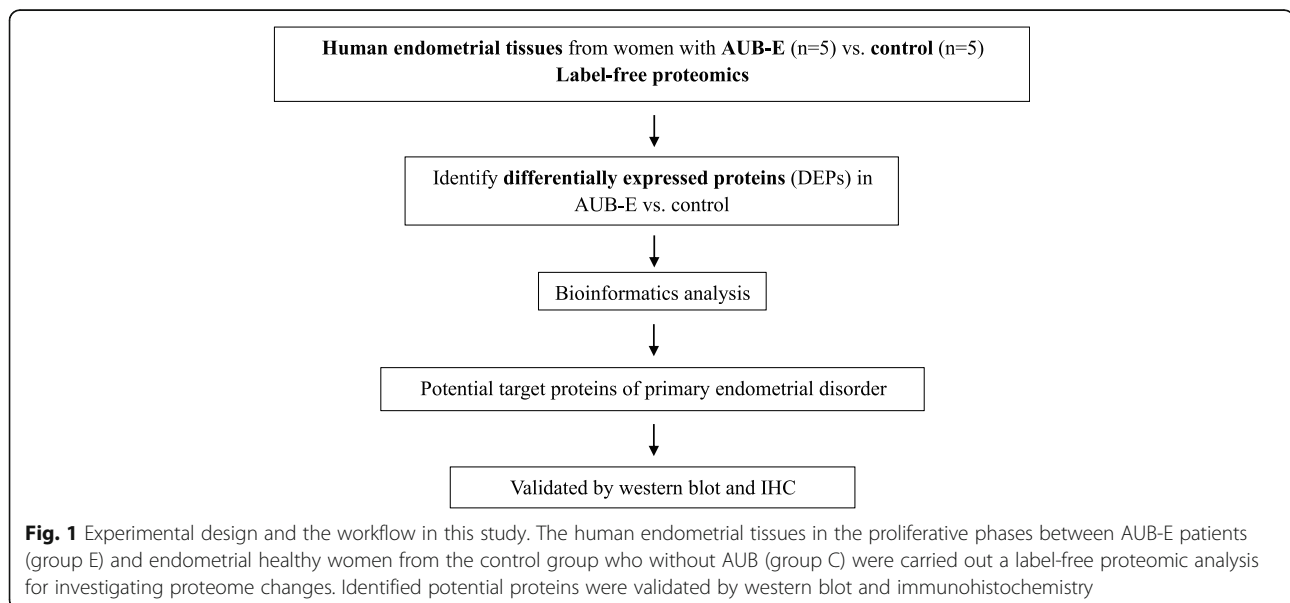 Human endometrial tissues from women with AUB-E (n=5) vs. control (n=5)
Label-free proteomics
Identify differentially expressed proteins (DEPs) in
AUB-E vs. control
Bioinformatics analysis
Potential target proteins of primary endometrial disorder
Validated by western blot and IHC
Fig. 1 Experimental design and the workflow in this study. The human endometrial tissues in the proliferative phases between AUB-E patients
(group E) and endometrial healthy women from the control group who without AUB (group C) were carried out a label-free proteomic analysis
for investigating proteome changes. Identified potential proteins were validated by western blot and immunohistochemistry